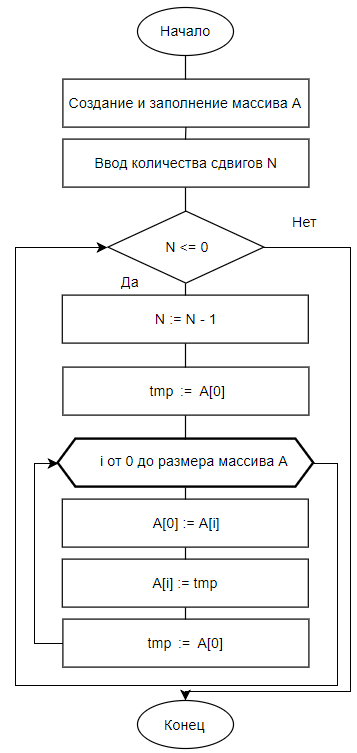 Начало
Создание и заполнение массива A
Ввод количества сдвигов N
Нет
N <= 0
Да
N := N - 1
tmp := A[0]
i от 0 до размера массива A
A[0] := A[i]
A[i] := tmp
tmp := A[0]
Конец